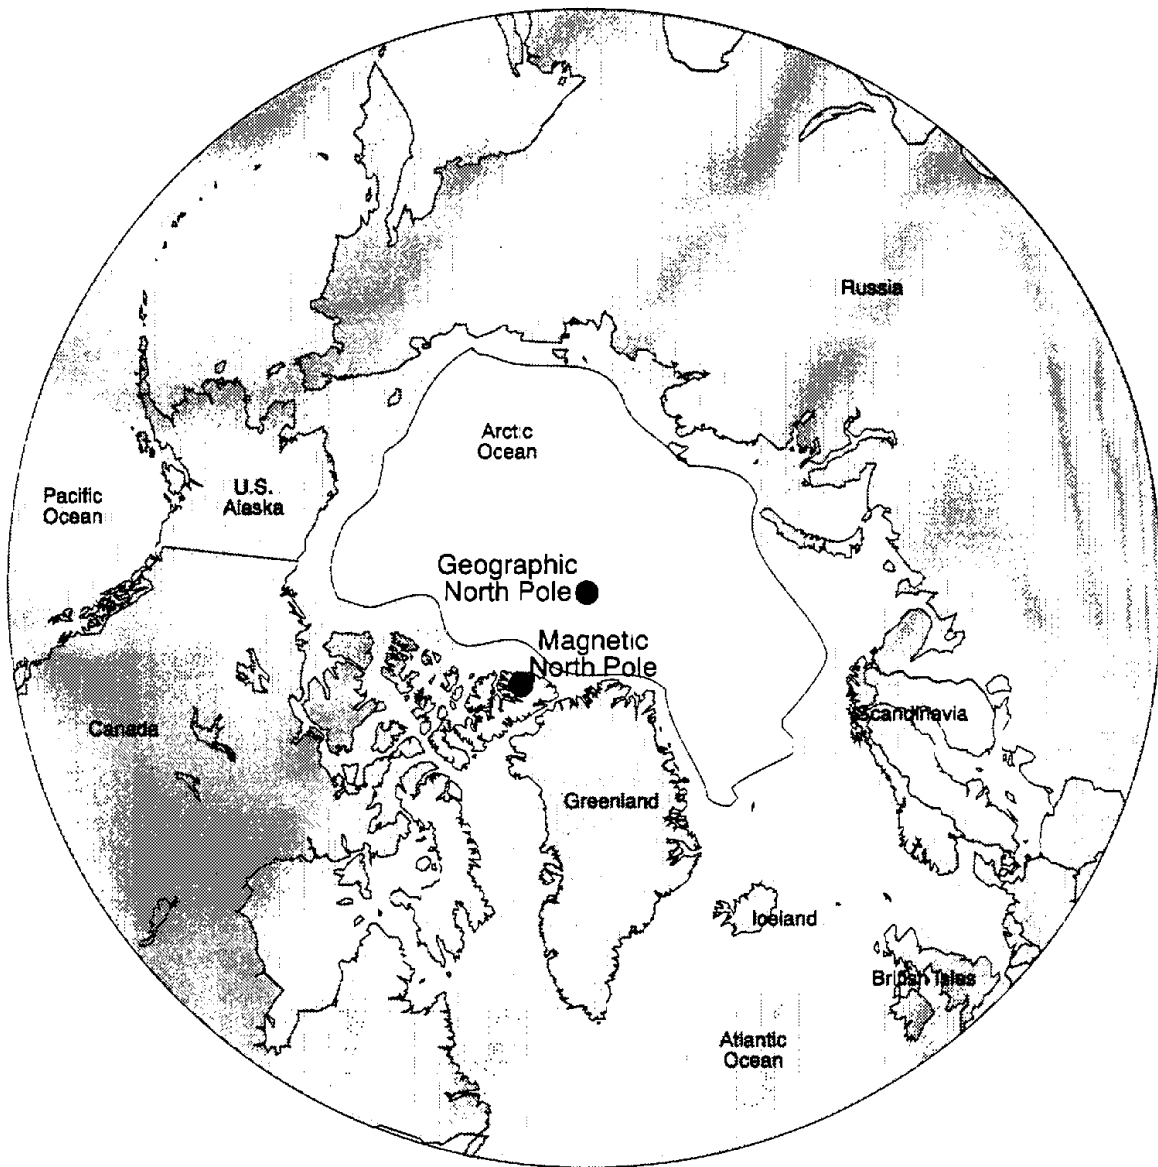 Russia
Arctic
Ocean
U.S.
Alaska
Pacific
Ocean
Geographic
North Pole
Magnetic
North Pole
Scandinavia
Canada
Greenland
Iceland
British Isles
Atlantic
Ocean